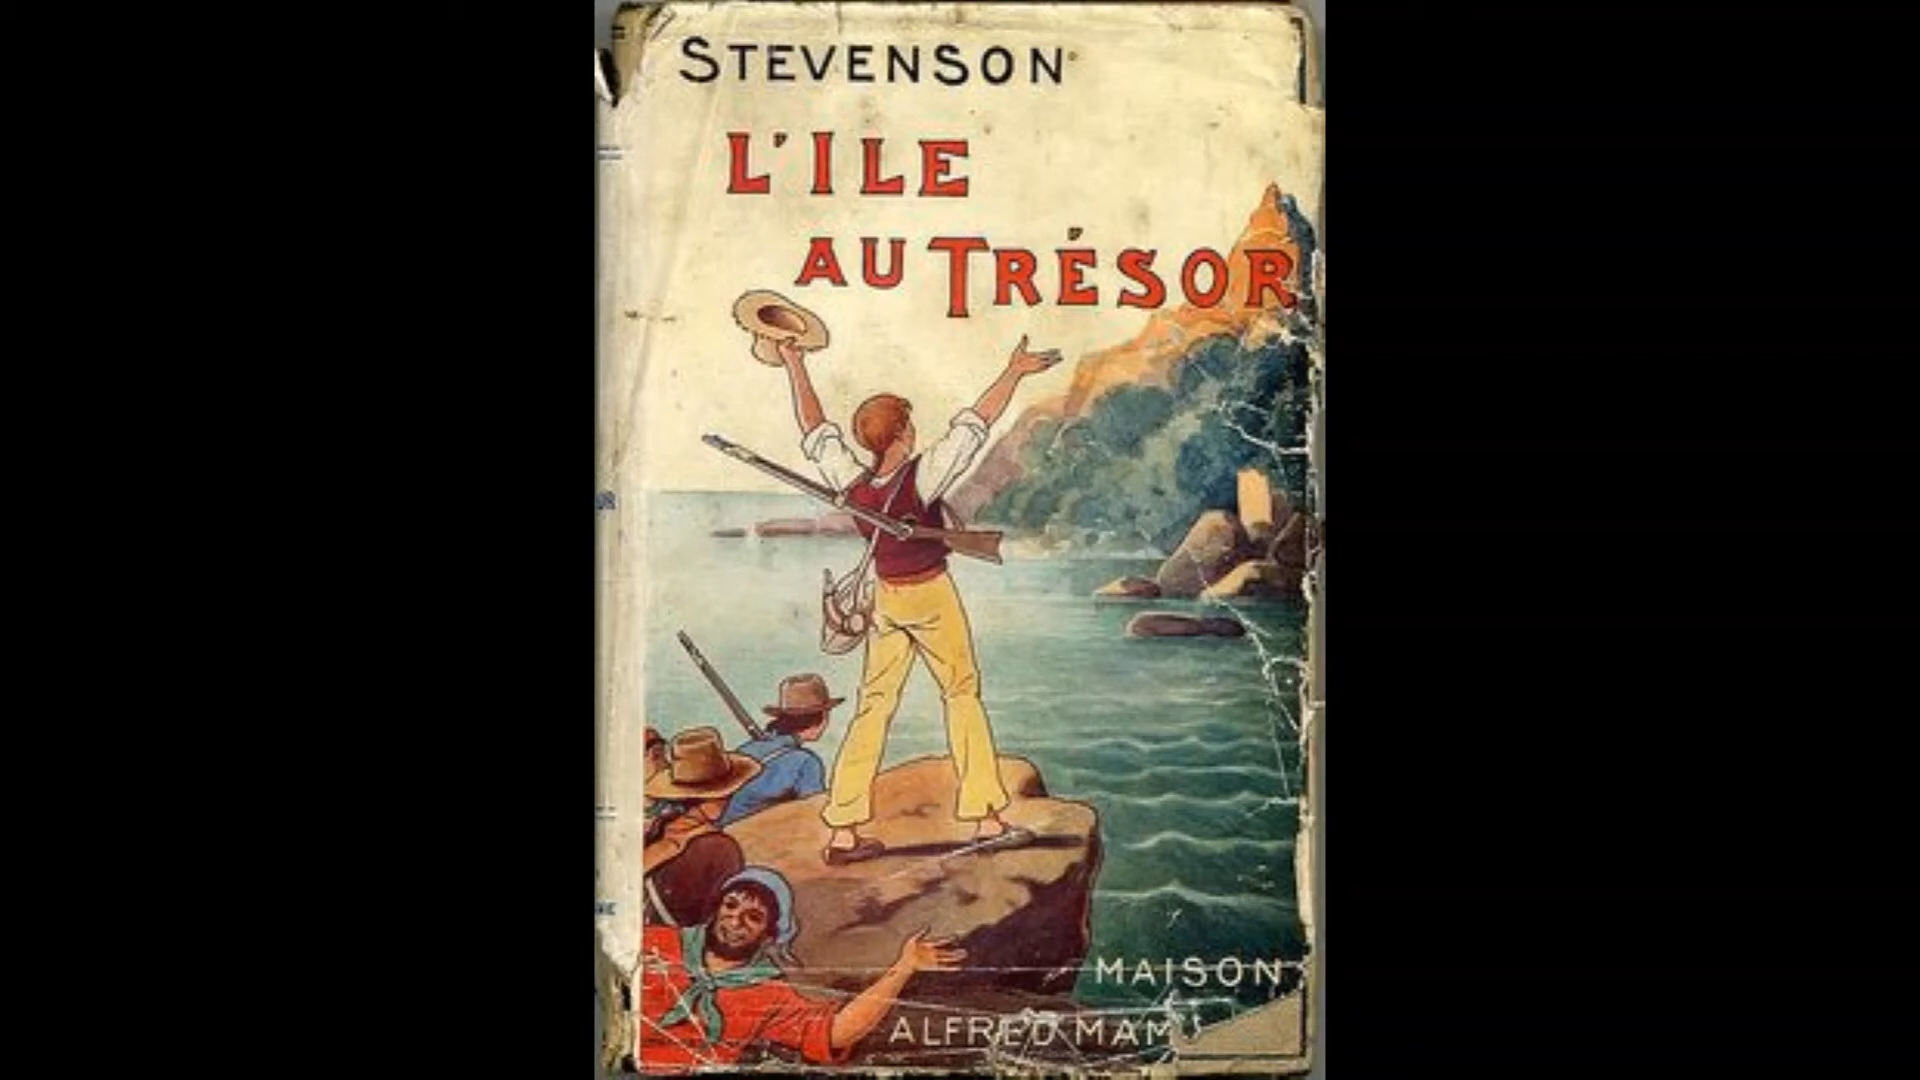 STEVENSON
L'ILE
AU TRÉSOR
MAISON
ALFRED MAM